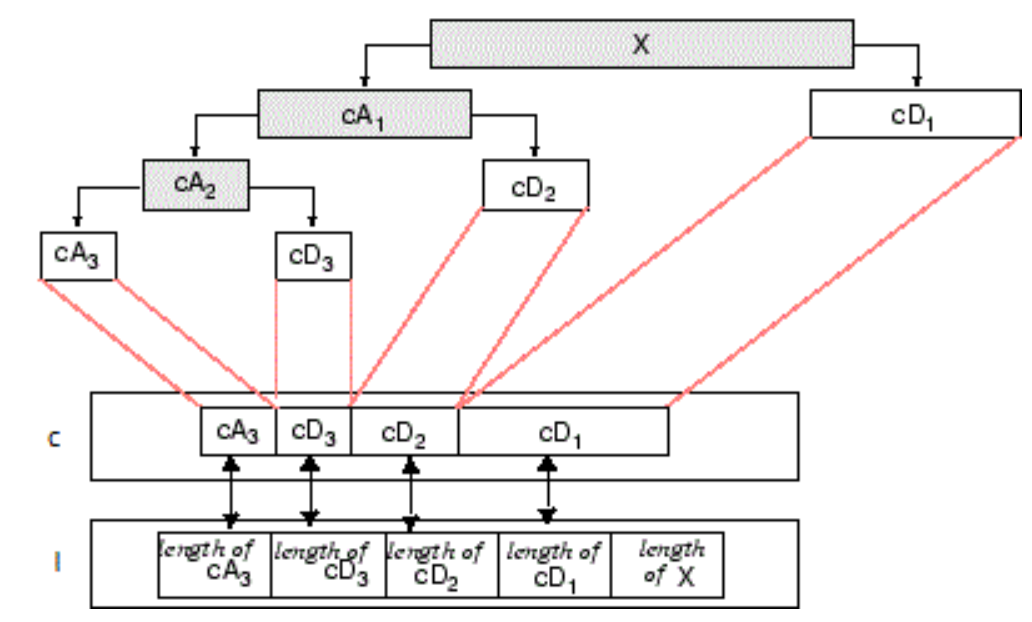 X
cA₁
cD₁
cA₂
cD₂
cA₃
cD₃
c
cA₃ cD₃ cD₂ cD₁
l
length of cA₃
length of cD₃
length of cD₂
length of cD₁
length of X